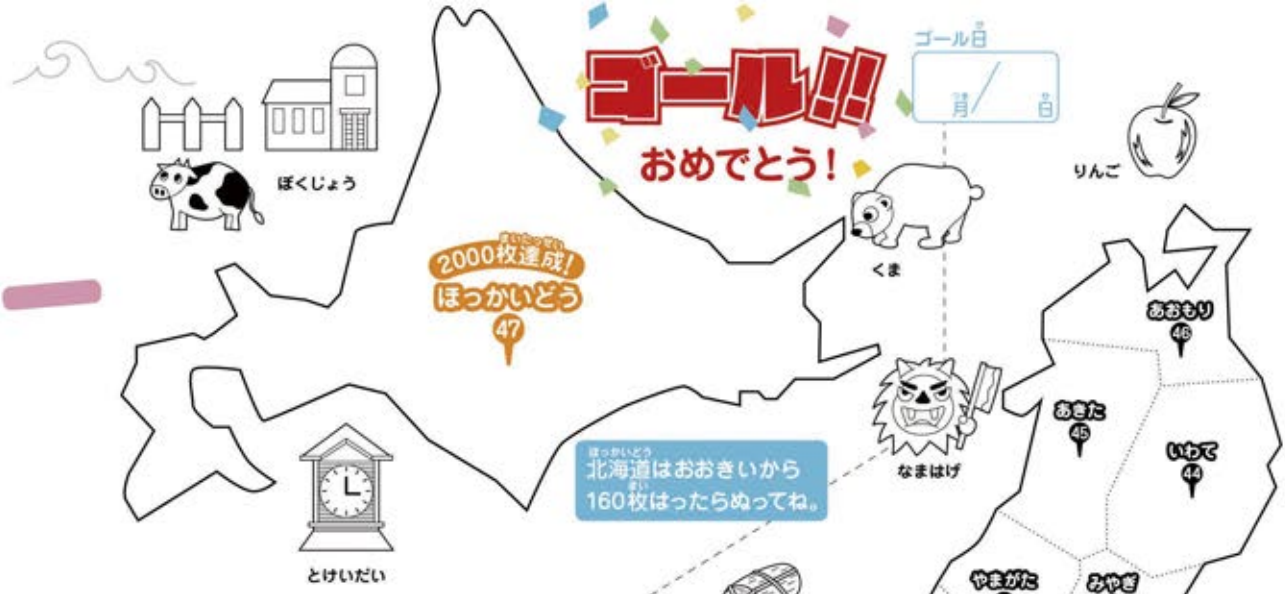 ゴール!!
おめでとう!
ゴール日
月/日
りんご
ぼくじょう
くま
2000枚達成!
ほっかいどう
47
あおもり
46
あきた
45
いわて
44
なまはげ
北海道はおおきいから
160枚はったらぬってね。
とけいだい
やまがた
みやぎ